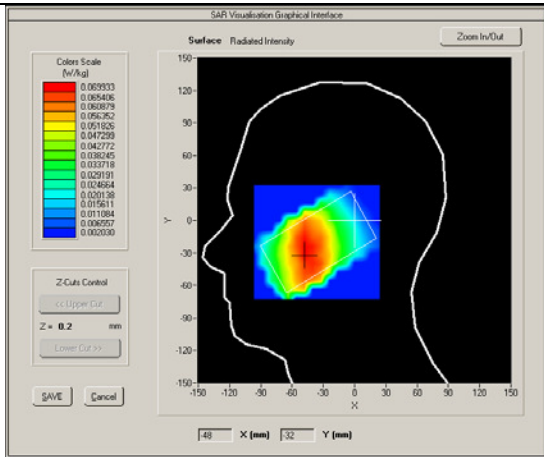 SAR Visualisation Graphical Interface
Surface Radiated Intensity
Zoom In/Out
Colors Scale
(W/kg)
0.069933
0.065406
0.060879
0.056352
0.051826
0.047299
0.042772
0.038245
0.033718
0.029191
0.024664
0.020138
0.015611
0.011084
0.006557
0.002030
Z-Cuts Control
<< Upper Cut
Z = 0.2 mm
Lower Cut >>
SAVE Cancel
Y
150-
120-
90-
60-
30-
0-
-30-
-60-
-90-
-120-
-150-
-150 -120 -90 -60 -30 0 30 60 90 120 150
X
-48 X (mm) -32 Y (mm)